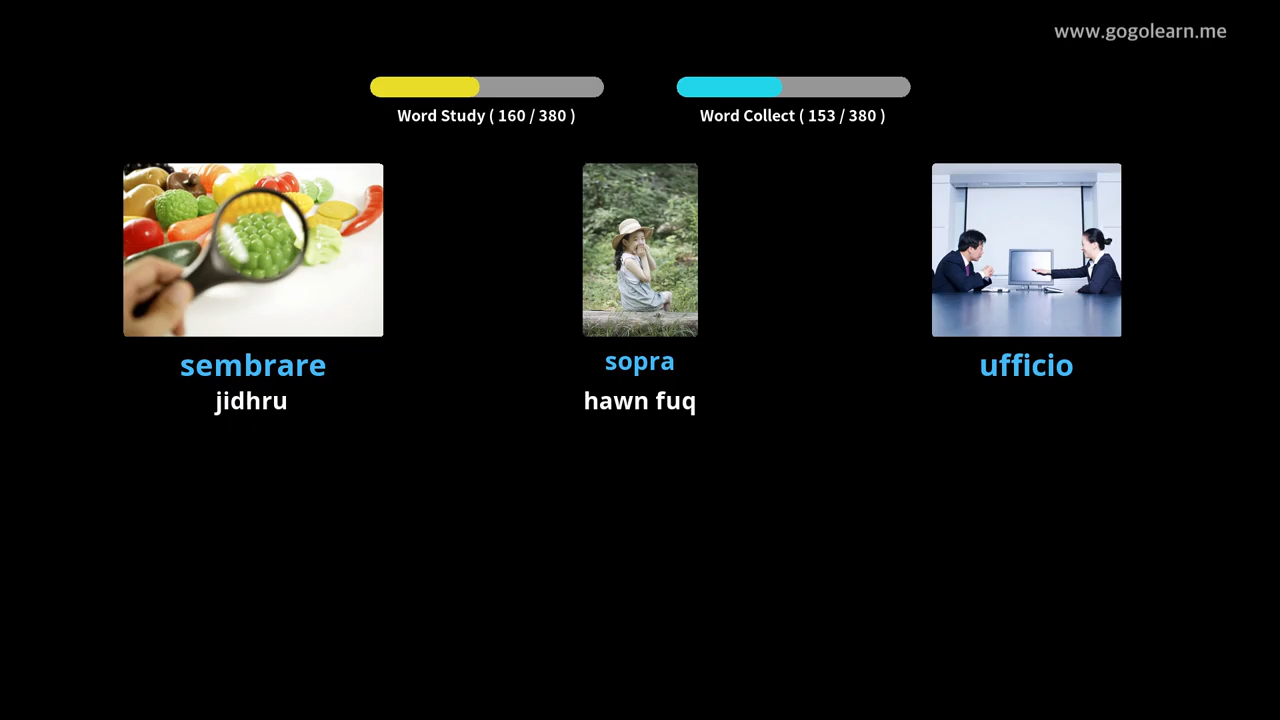 www.gogolearn.me
Word Study ( 160 / 380 )
Word Collect ( 153 / 380 )
sembrare
jidhru
sopra
hawn fuq
ufficio